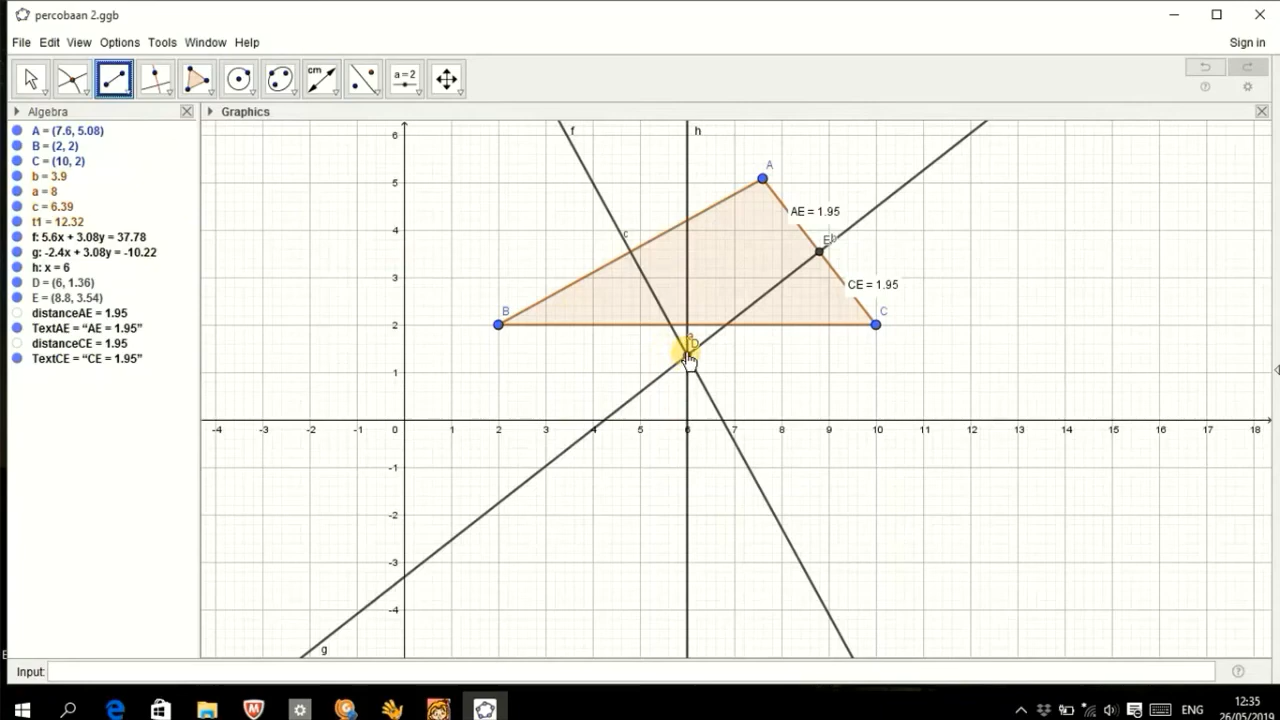 percobaan 2.ggb
File Edit View Options Tools Window Help
Sign in
cm
a = 2
Algebra
Graphics
A = (7.6, 5.08)
B = (2, 2)
C = (10, 2)
b = 3.9
a = 8
c = 6.39
t1 = 12.32
f: 5.6x + 3.08y = 37.78
g: -2.4x + 3.08y = -10.22
h: x = 6
D = (6, 1.36)
E = (8.8, 3.54)
distanceAE = 1.95
TextAE = “AE = 1.95”
distanceCE = 1.95
TextCE = “CE = 1.95”
f
h
6
A
5
AE = 1.95
c
4
E b
3
CE = 1.95
B
C
2
a
D
1
-4 -3 -2 -1 0 1 2 3 4 5 6 7 8 9 10 11 12 13 14 15 16 17 18
-1
-2
-3
-4
g
Input:
ENG
12:35
26/05/2019